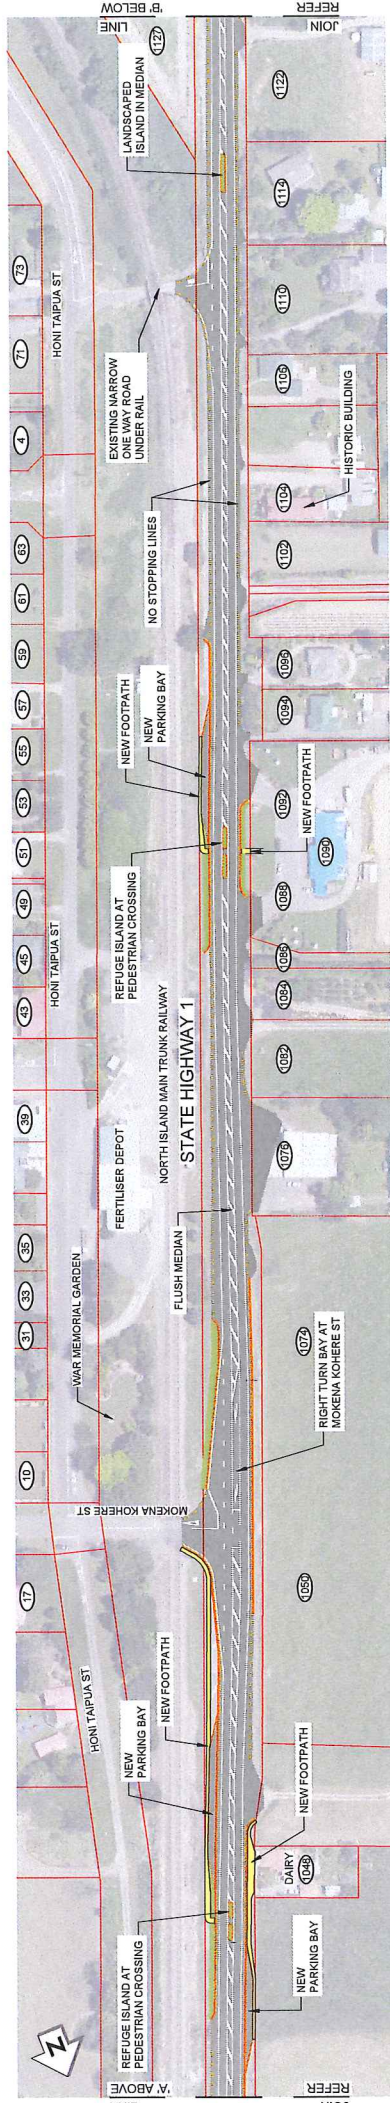 REFER
JOIN
LINE
'B' BELOW
1127
LANDSCAPED
ISLAND IN MEDIAN
1122
1114
1110
73
71
HONI TAIPUA ST
4
EXISTING NARROW
ONE WAY ROAD
UNDER RAIL
1106
1104
HISTORIC BUILDING
1102
NO STOPPING LINES
63
61
59
57
55
53
51
49
45
43
HONI TAIPUA ST
NEW FOOTPATH
NEW
PARKING BAY
1096
1094
1092
1090
NEW FOOTPATH
1088
1086
1084
1082
1076
REFUGE ISLAND AT
PEDESTRIAN CROSSING
NORTH ISLAND MAIN TRUNK RAILWAY
STATE HIGHWAY 1
FERTILISER DEPOT
FLUSH MEDIAN
39
35
33
31
WAR MEMORIAL GARDEN
10
1074
RIGHT TURN BAY AT
MOKENA KOHERE ST
MOKENA KOHERE ST
17
1050
HONI TAIPUA ST
NEW
PARKING BAY
NEW FOOTPATH
NEW FOOTPATH
DAIRY
1048
REFUGE ISLAND AT
PEDESTRIAN CROSSING
NEW
PARKING BAY
N
'A' ABOVE
REFER